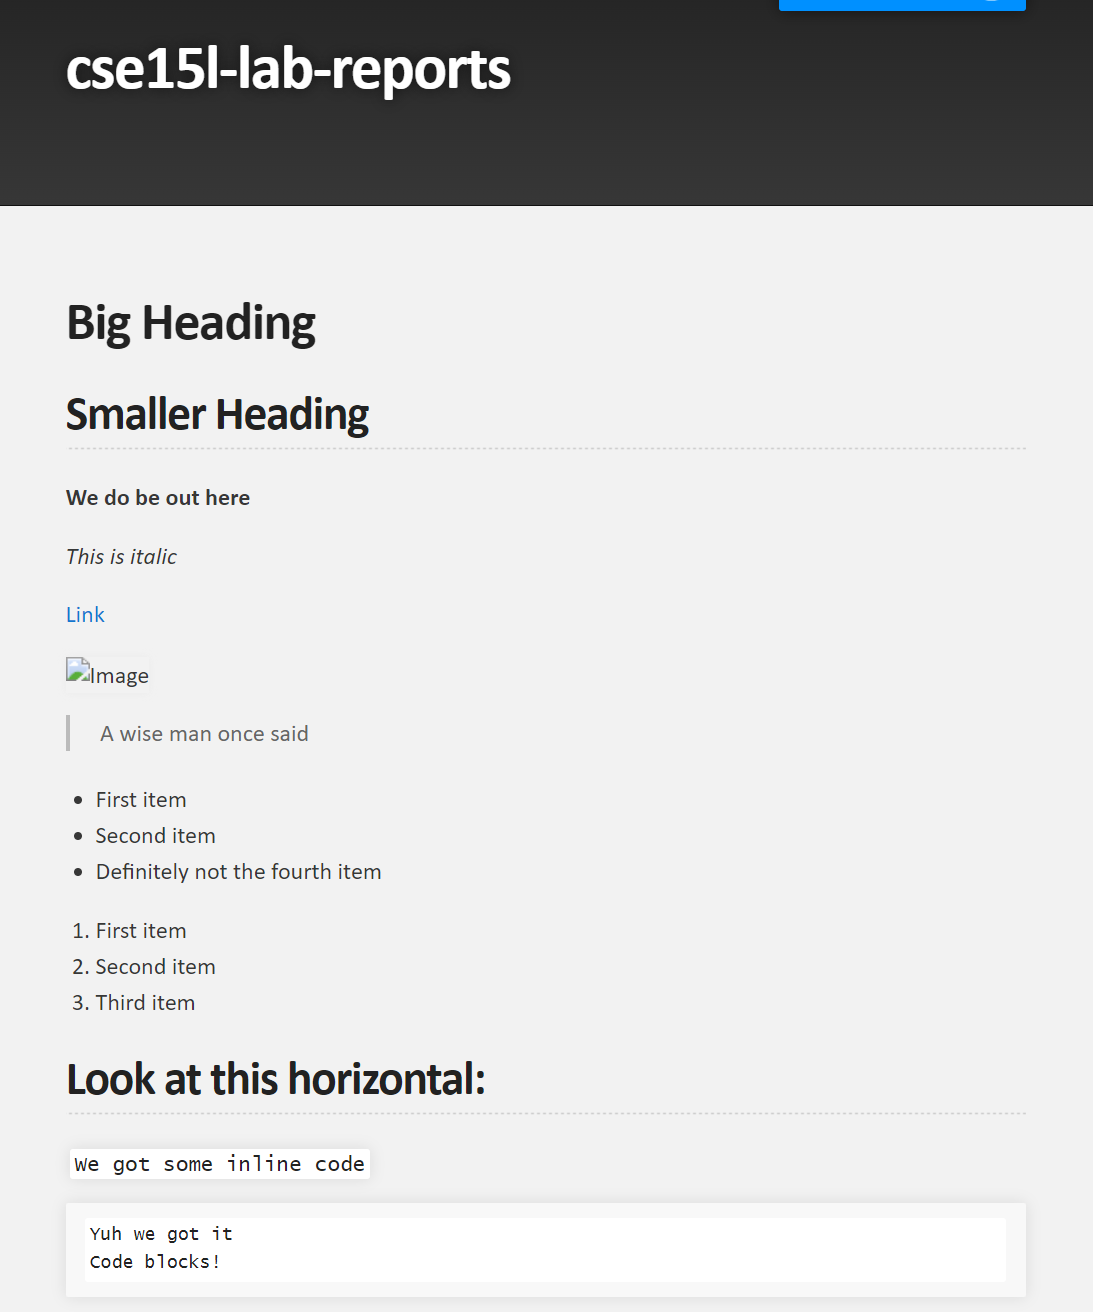 cse15l-lab-reports
Big Heading
Smaller Heading
We do be out here
This is italic
Link
Image
A wise man once said
First item
Second item
Definitely not the fourth item
1. First item
2. Second item
3. Third item
Look at this horizontal:
We got some inline code
Yuh we got it
Code blocks!